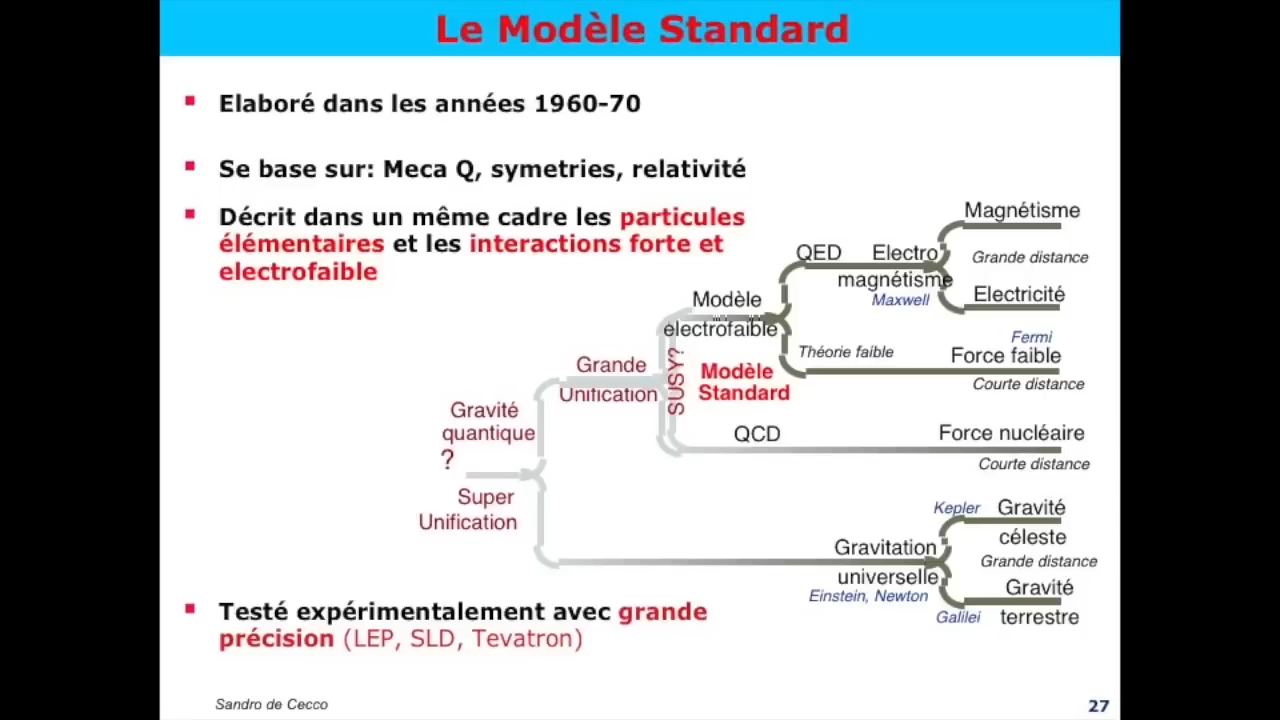 Le Modèle Standard
Elaboré dans les années 1960-70
Se base sur: Meca Q, symetries, relativité
Décrit dans un même cadre les particules
élémentaires et les interactions forte et
electrofaible
Magnétisme
QED
Electro
magnétisme
Maxwell
Grande distance
Electricité
Modèle
electrofaible
Fermi
Théorie faible
Force faible
Courte distance
Grande
Unification
SUSY?
Modèle
Standard
Gravité
quantique
?
QCD
Force nucléaire
Courte distance
Super
Unification
Kepler
Gravité
céleste
Gravitation
universelle
Einstein, Newton
Grande distance
Gravité
terrestre
Galilei
Testé expérimentalement avec grande
précision (LEP, SLD, Tevatron)
Sandro de Cecco
27